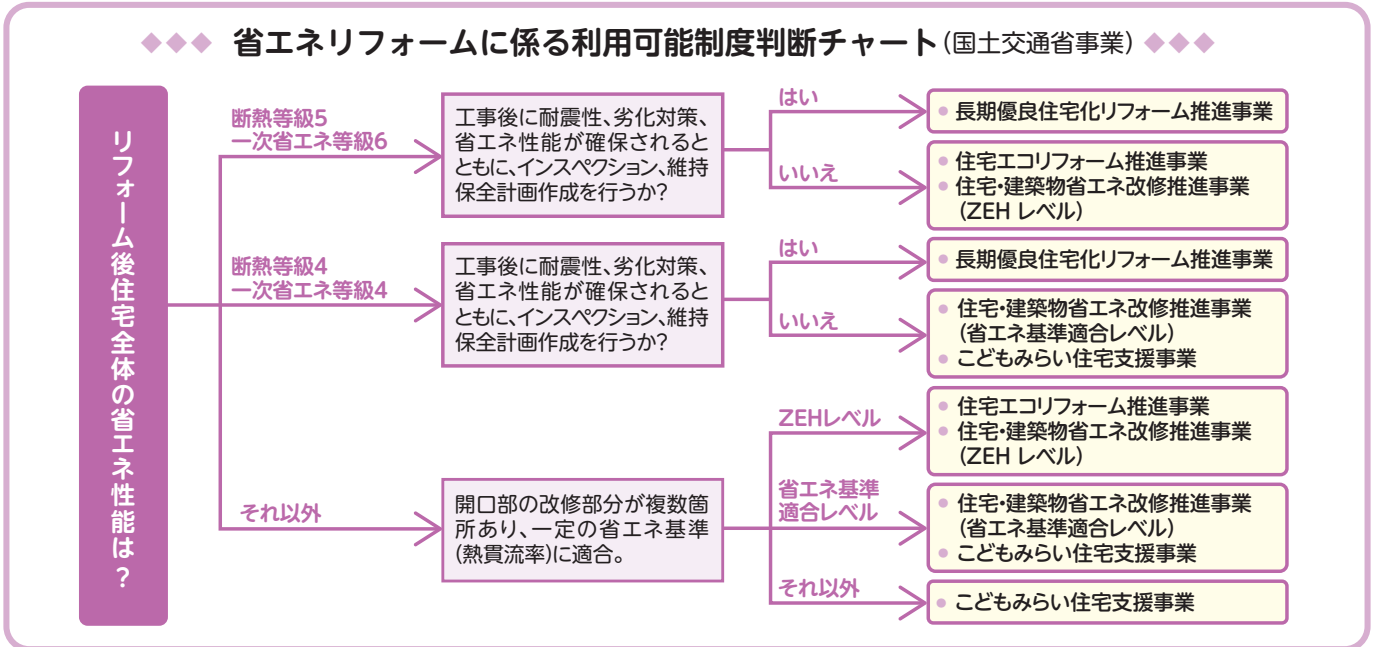 ◆◆◆ 省エネリフォームに係る利用可能制度判断チャート(国土交通省事業) ◆◆◆
リフォーム後住宅全体の省エネ性能は？
断熱等級5
一次省エネ等級6
工事後に耐震性、劣化対策、
省エネ性能が確保されると
ともに、インスペクション、維持
保全計画作成を行うか?
はい
• 長期優良住宅化リフォーム推進事業
いいえ
• 住宅エコリフォーム推進事業
• 住宅・建築物省エネ改修推進事業
(ZEH レベル)
断熱等級4
一次省エネ等級4
工事後に耐震性、劣化対策、
省エネ性能が確保されると
ともに、インスペクション、維持
保全計画作成を行うか?
はい
• 長期優良住宅化リフォーム推進事業
いいえ
• 住宅・建築物省エネ改修推進事業
(省エネ基準適合レベル)
• こどもみらい住宅支援事業
それ以外
開口部の改修部分が複数箇
所あり、一定の省エネ基準
(熱貫流率)に適合。
ZEHレベル
• 住宅エコリフォーム推進事業
• 住宅・建築物省エネ改修推進事業
(ZEH レベル)
省エネ基準
適合レベル
• 住宅・建築物省エネ改修推進事業
(省エネ基準適合レベル)
• こどもみらい住宅支援事業
それ以外
• こどもみらい住宅支援事業